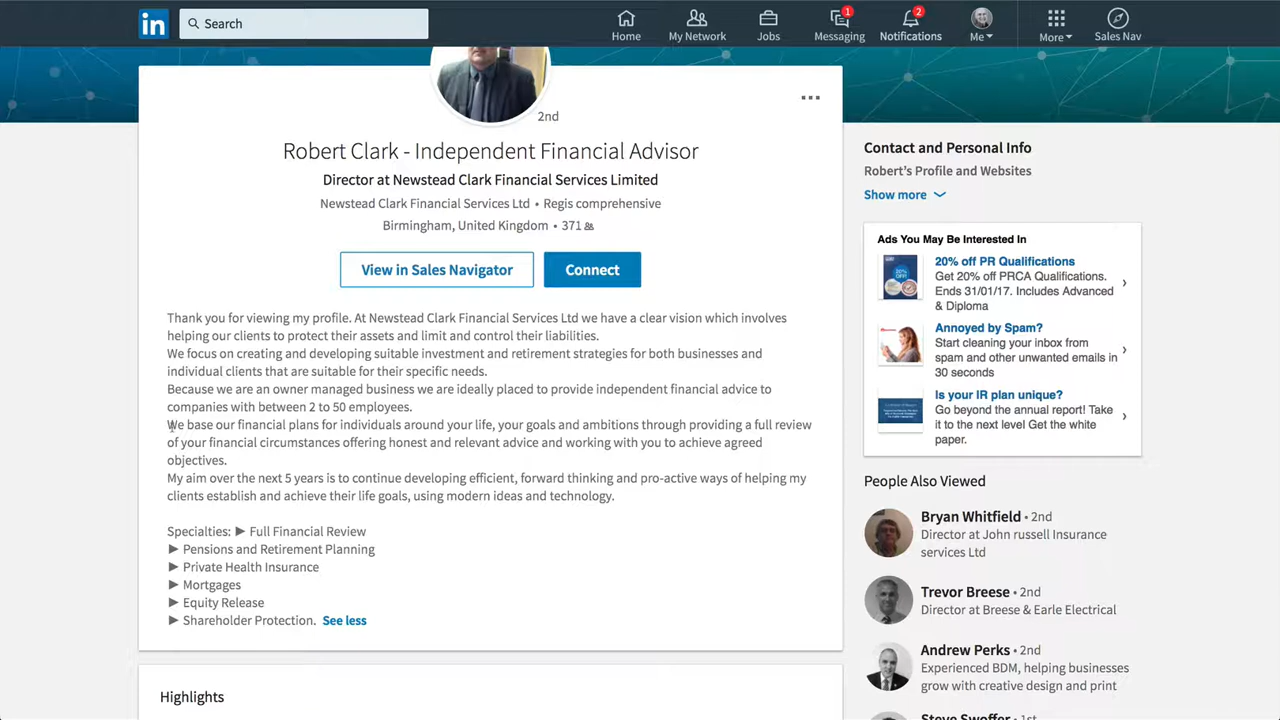 in
Search
Home
My Network
Jobs
1
Messaging
2
Notifications
Me
More
Sales Nav
2nd
Robert Clark - Independent Financial Advisor
Director at Newstead Clark Financial Services Limited
Newstead Clark Financial Services Ltd • Regis comprehensive
Birmingham, United Kingdom • 371
View in Sales Navigator
Connect
Thank you for viewing my profile. At Newstead Clark Financial Services Ltd we have a clear vision which involves
helping our clients to protect their assets and limit and control their liabilities.
We focus on creating and developing suitable investment and retirement strategies for both businesses and
individual clients that are suitable for their specific needs.
Because we are an owner managed business we are ideally placed to provide independent financial advice to
companies with between 2 to 50 employees.
We base our financial plans for individuals around your life, your goals and ambitions through providing a full review
of your financial circumstances offering honest and relevant advice and working with you to achieve agreed
objectives.
My aim over the next 5 years is to continue developing efficient, forward thinking and pro-active ways of helping my
clients establish and achieve their life goals, using modern ideas and technology.
Specialties: ► Full Financial Review
► Pensions and Retirement Planning
► Private Health Insurance
► Mortgages
► Equity Release
► Shareholder Protection. See less
Highlights
Contact and Personal Info
Robert's Profile and Websites
Show more
Ads You May Be Interested In
20% off PR Qualifications
Get 20% off PRCA Qualifications.
Ends 31/01/17. Includes Advanced
& Diploma
Annoyed by Spam?
Start cleaning your inbox from
spam and other unwanted emails in
30 seconds
Is your IR plan unique?
Go beyond the annual report! Take
it to the next level Get the white
paper.
People Also Viewed
Bryan Whitfield • 2nd
Director at John russell Insurance
services Ltd
Trevor Breese • 2nd
Director at Breese & Earle Electrical
Andrew Perks • 2nd
Experienced BDM, helping businesses
grow with creative design and print
Steve Swoffer • 1st